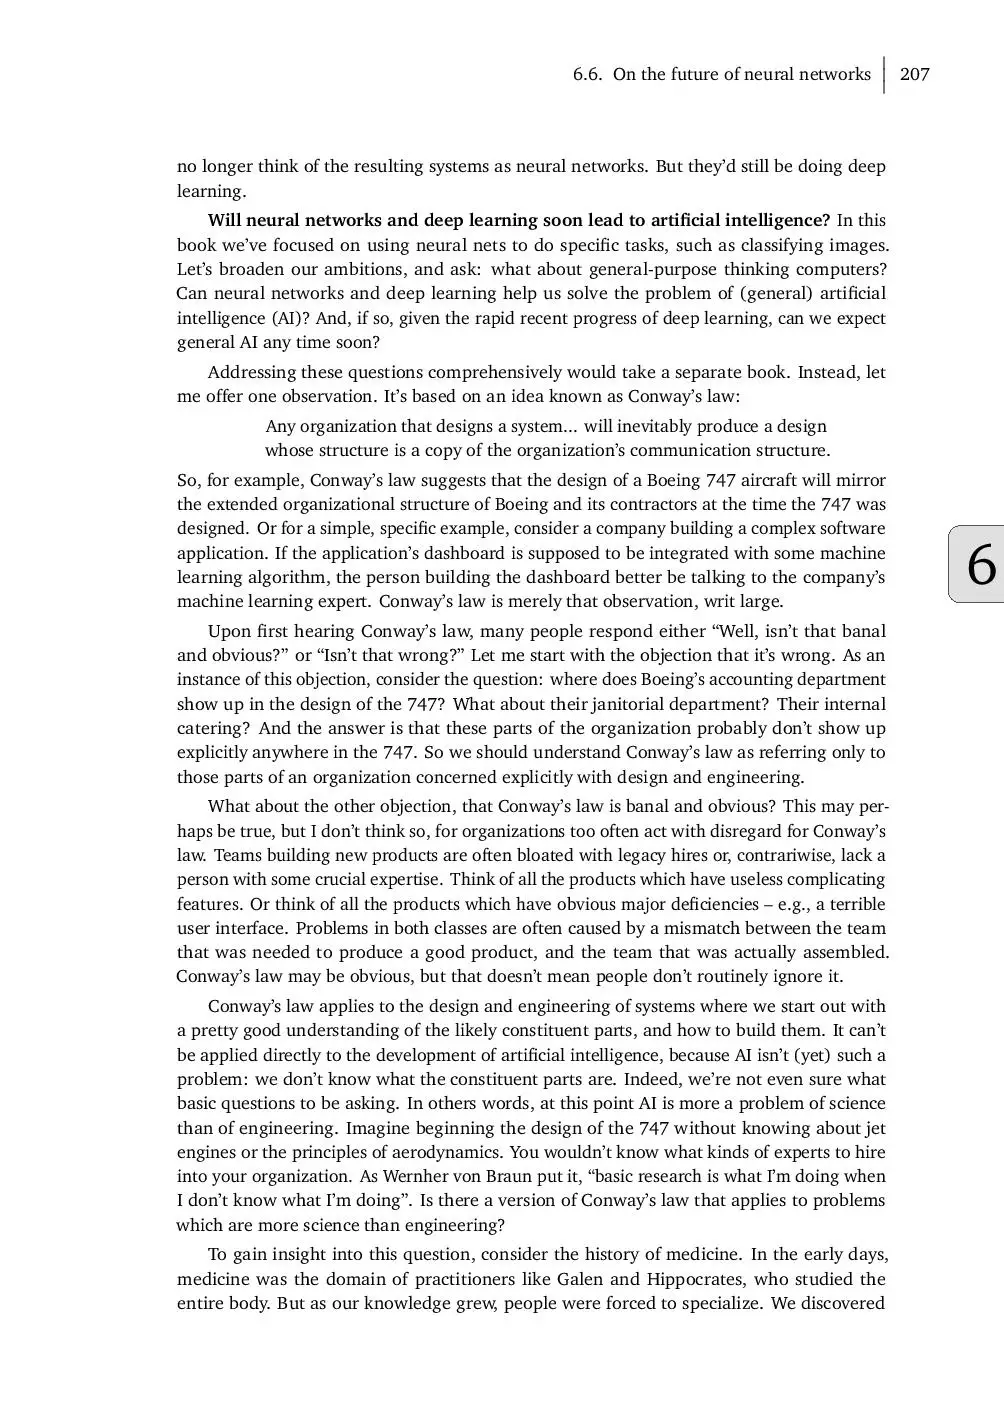 6.6. On the future of neural networks 207
no longer think of the resulting systems as neural networks. But they’d still be doing deep
learning.
Will neural networks and deep learning soon lead to artificial intelligence? In this
book we’ve focused on using neural nets to do specific tasks, such as classifying images.
Let’s broaden our ambitions, and ask: what about general-purpose thinking computers?
Can neural networks and deep learning help us solve the problem of (general) artificial
intelligence (AI)? And, if so, given the rapid recent progress of deep learning, can we expect
general AI any time soon?
Addressing these questions comprehensively would take a separate book. Instead, let
me offer one observation. It’s based on an idea known as Conway’s law:
Any organization that designs a system... will inevitably produce a design
whose structure is a copy of the organization’s communication structure.
So, for example, Conway’s law suggests that the design of a Boeing 747 aircraft will mirror
the extended organizational structure of Boeing and its contractors at the time the 747 was
designed. Or for a simple, specific example, consider a company building a complex software
application. If the application’s dashboard is supposed to be integrated with some machine
learning algorithm, the person building the dashboard better be talking to the company’s
machine learning expert. Conway’s law is merely that observation, writ large.
6
Upon first hearing Conway’s law, many people respond either “Well, isn’t that banal
and obvious?” or “Isn’t that wrong?” Let me start with the objection that it’s wrong. As an
instance of this objection, consider the question: where does Boeing’s accounting department
show up in the design of the 747? What about their janitorial department? Their internal
catering? And the answer is that these parts of the organization probably don’t show up
explicitly anywhere in the 747. So we should understand Conway’s law as referring only to
those parts of an organization concerned explicitly with design and engineering.
What about the other objection, that Conway’s law is banal and obvious? This may per-
haps be true, but I don’t think so, for organizations too often act with disregard for Conway’s
law. Teams building new products are often bloated with legacy hires or, contrariwise, lack a
person with some crucial expertise. Think of all the products which have useless complicating
features. Or think of all the products which have obvious major deficiencies – e.g., a terrible
user interface. Problems in both classes are often caused by a mismatch between the team
that was needed to produce a good product, and the team that was actually assembled.
Conway’s law may be obvious, but that doesn’t mean people don’t routinely ignore it.
Conway’s law applies to the design and engineering of systems where we start out with
a pretty good understanding of the likely constituent parts, and how to build them. It can’t
be applied directly to the development of artificial intelligence, because AI isn’t (yet) such a
problem: we don’t know what the constituent parts are. Indeed, we’re not even sure what
basic questions to be asking. In others words, at this point AI is more a problem of science
than of engineering. Imagine beginning the design of the 747 without knowing about jet
engines or the principles of aerodynamics. You wouldn’t know what kinds of experts to hire
into your organization. As Wernher von Braun put it, “basic research is what I’m doing when
I don’t know what I’m doing”. Is there a version of Conway’s law that applies to problems
which are more science than engineering?
To gain insight into this question, consider the history of medicine. In the early days,
medicine was the domain of practitioners like Galen and Hippocrates, who studied the
entire body. But as our knowledge grew, people were forced to specialize. We discovered